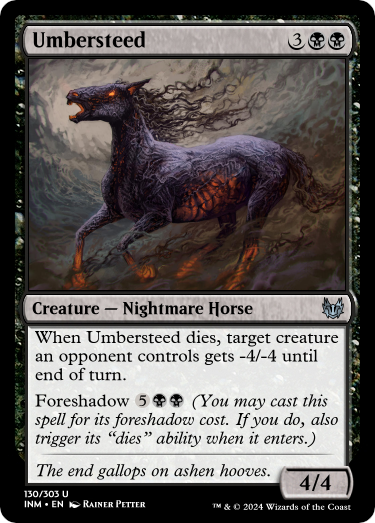 Umbersteed 3
Creature — Nightmare Horse
When Umbersteed dies, target creature
an opponent controls gets -4/-4 until
end of turn.
Foreshadow 5 (You may cast this
spell for its foreshadow cost. If you do, also
trigger its “dies” ability when it enters.)
The end gallops on ashen hooves.
4/4
130/303 U
INM • EN Rainer Petter
™ & © 2024 Wizards of the Coast